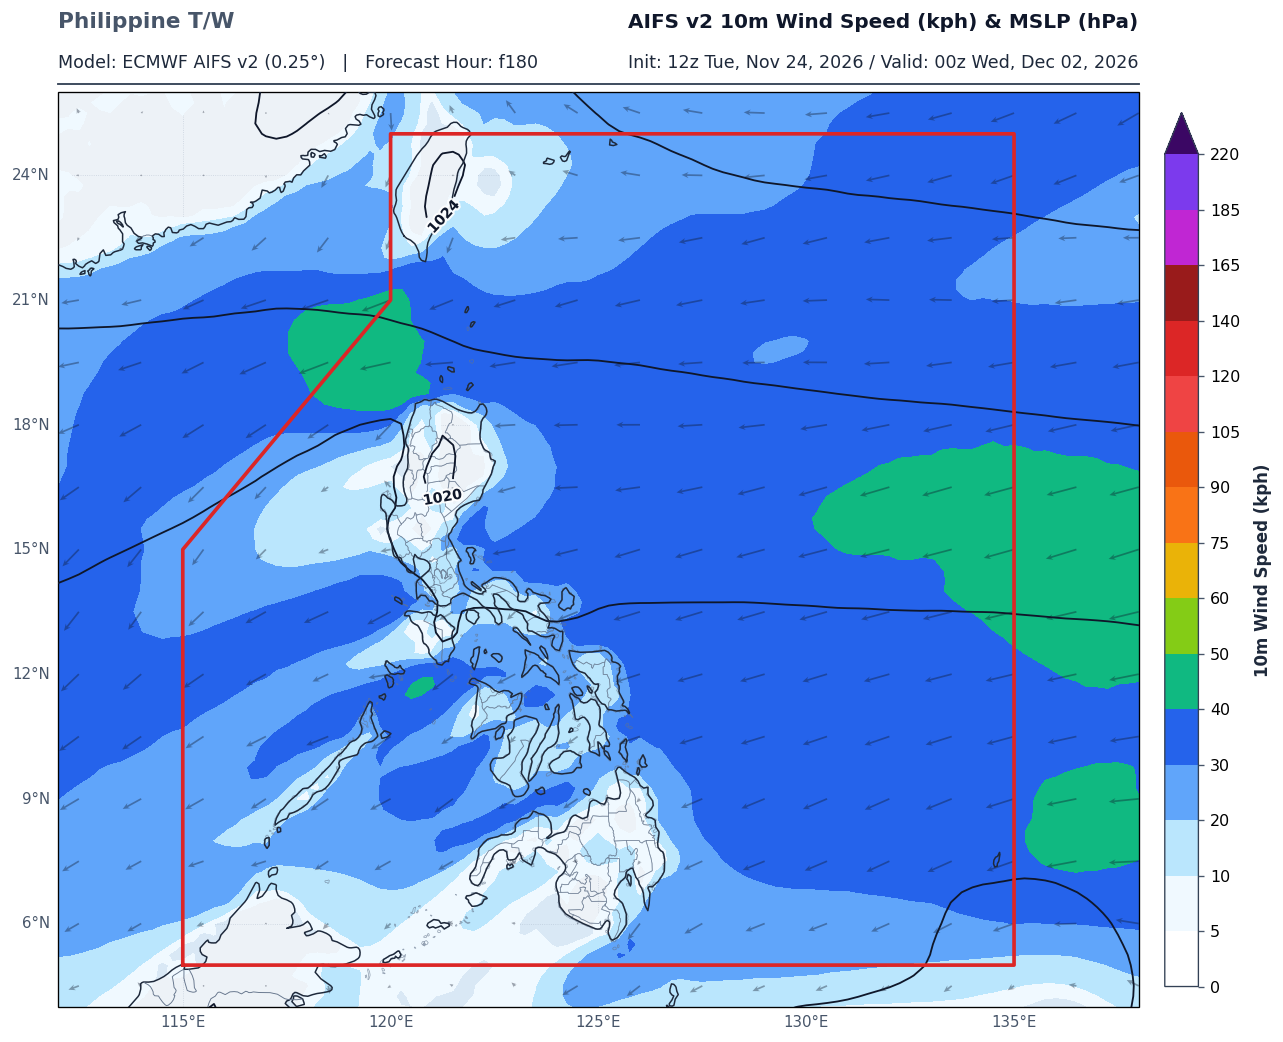 Philippine T/W
AIFS v2 10m Wind Speed (kph) & MSLP (hPa)
Model: ECMWF AIFS v2 (0.25°)   |   Forecast Hour: f180
Init: 12z Tue, Nov 24, 2026 / Valid: 00z Wed, Dec 02, 2026
24°N
21°N
18°N
15°N
12°N
9°N
6°N
115°E
120°E
125°E
130°E
135°E
1024
1020
220
185
165
140
120
105
90
75
60
50
40
30
20
10
5
0
10m Wind Speed (kph)